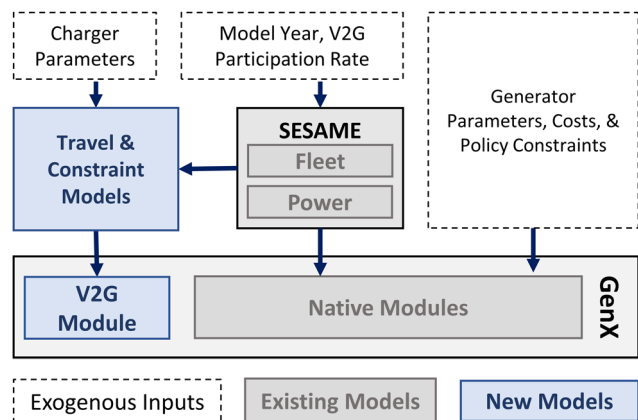 Charger
Parameters
Model Year, V2G
Participation Rate
Generator
Parameters, Costs, &
Policy Constraints
Travel &
Constraint
Models
SESAME
Fleet
Power
V2G
Module
Native Modules
GenX
Exogenous Inputs
Existing Models
New Models